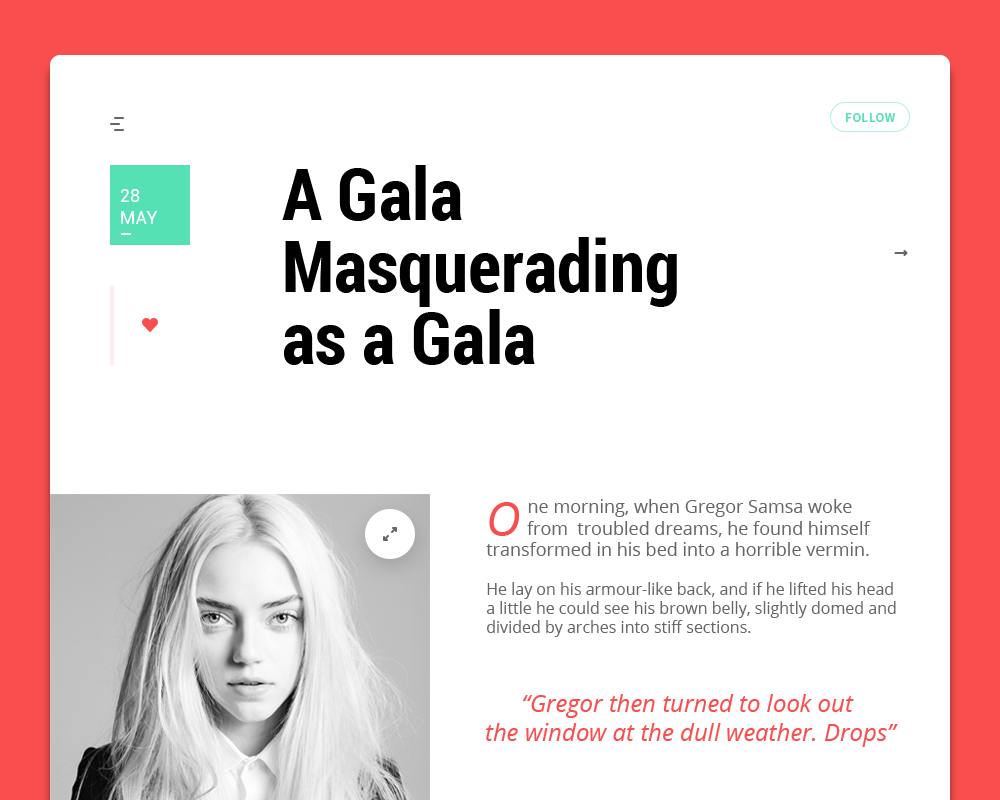 FOLLOW
28
MAY
A Gala
Masquerading
as a Gala
One morning, when Gregor Samsa woke
from troubled dreams, he found himself
transformed in his bed into a horrible vermin.
He lay on his armour-like back, and if he lifted his head
a little he could see his brown belly, slightly domed and
divided by arches into stiff sections.
“Gregor then turned to look out
the window at the dull weather. Drops”